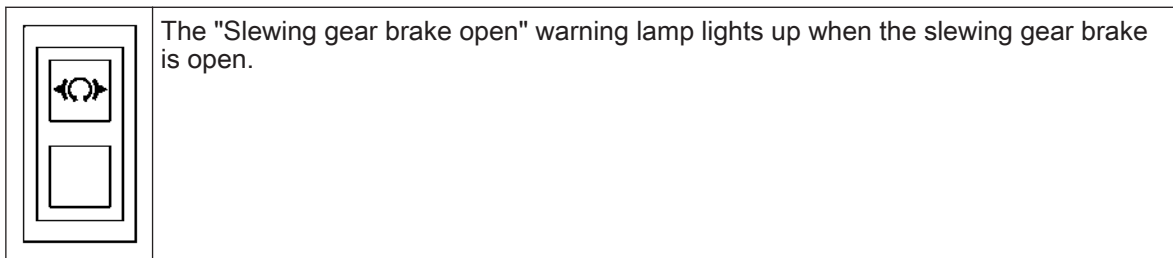 The "Slewing gear brake open" warning lamp lights up when the slewing gear brake
is open.